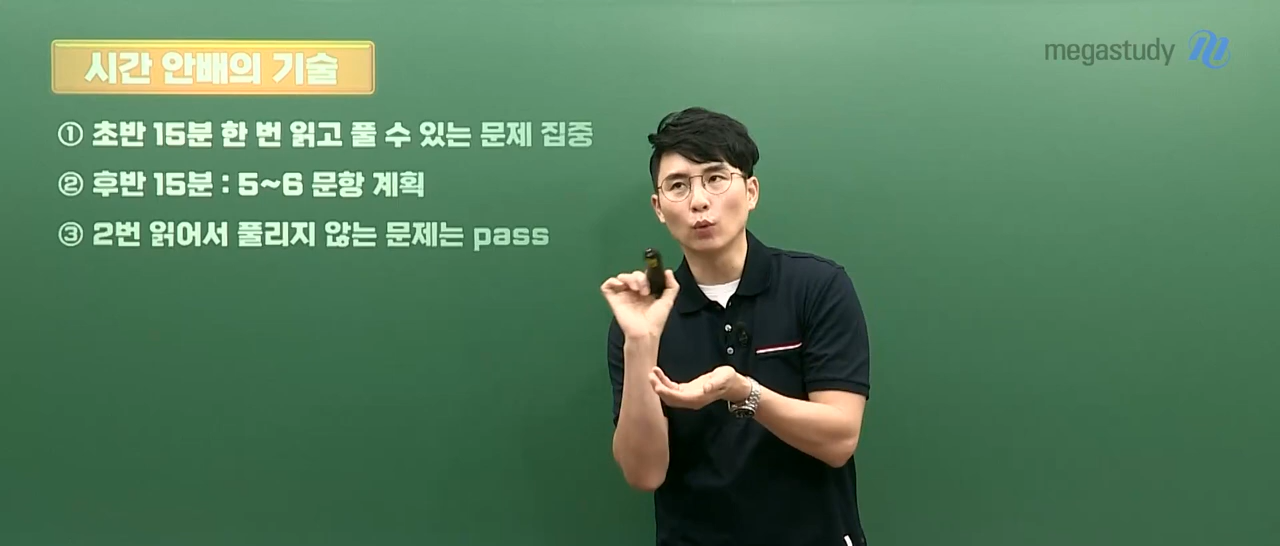 시간 안배의 기술
megastudy
① 초반 15분 한 번 읽고 풀 수 있는 문제 집중
② 후반 15분 : 5~6 문항 계획
③ 2번 읽어서 풀리지 않는 문제는 pass